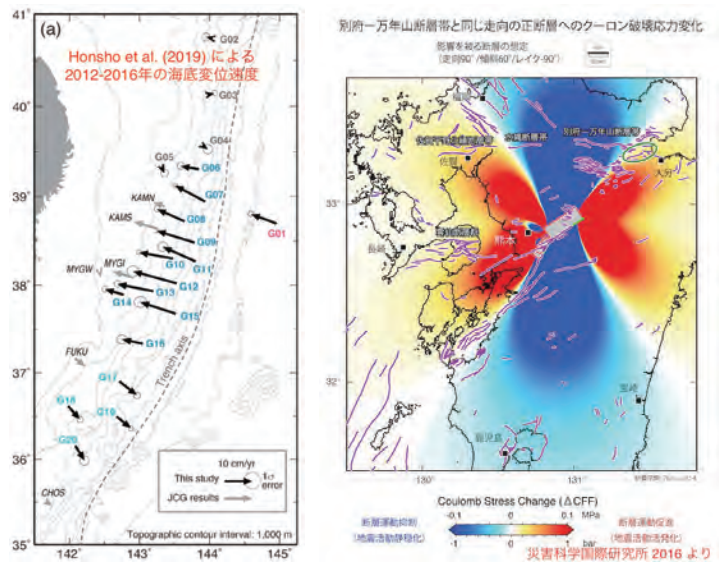 (a)
Honsho et al. (2019) による
2012-2016年の海底変位速度
G02
G03
G04
G05
G06
G07
KAMN
G08
KAMS
G09
G01
G10
G11
MYGW
MYGI
G12
G13
G14
G15
G16
FUKU
G17
G18
G19
G20
CHOS
Trench axis
10 cm/yr
This study
1σ
error
JCG results
Topographic contour interval: 1,000 m
41°
40°
39°
38°
37°
36°
35°
142°
143°
144°
145°
別府ー万年山断層帯と同じ走向の正断層へのクーロン破壊応力変化
影響を被る断層の想定
(走向90°/傾斜60°/レイク-90°)
別府ー万年山断層帯
佐賀
大分
長崎
熊本
宮崎
鹿児島
33°
32°
130°
131°
Coulomb Stress Change (ΔCFF)
-0.1
0
0.1
MPa
-1
0
1
bar
断層運動抑制
(地震活動静穏化)
断層運動促進
(地震活動活発化)
災害科学国際研究所 2016 より